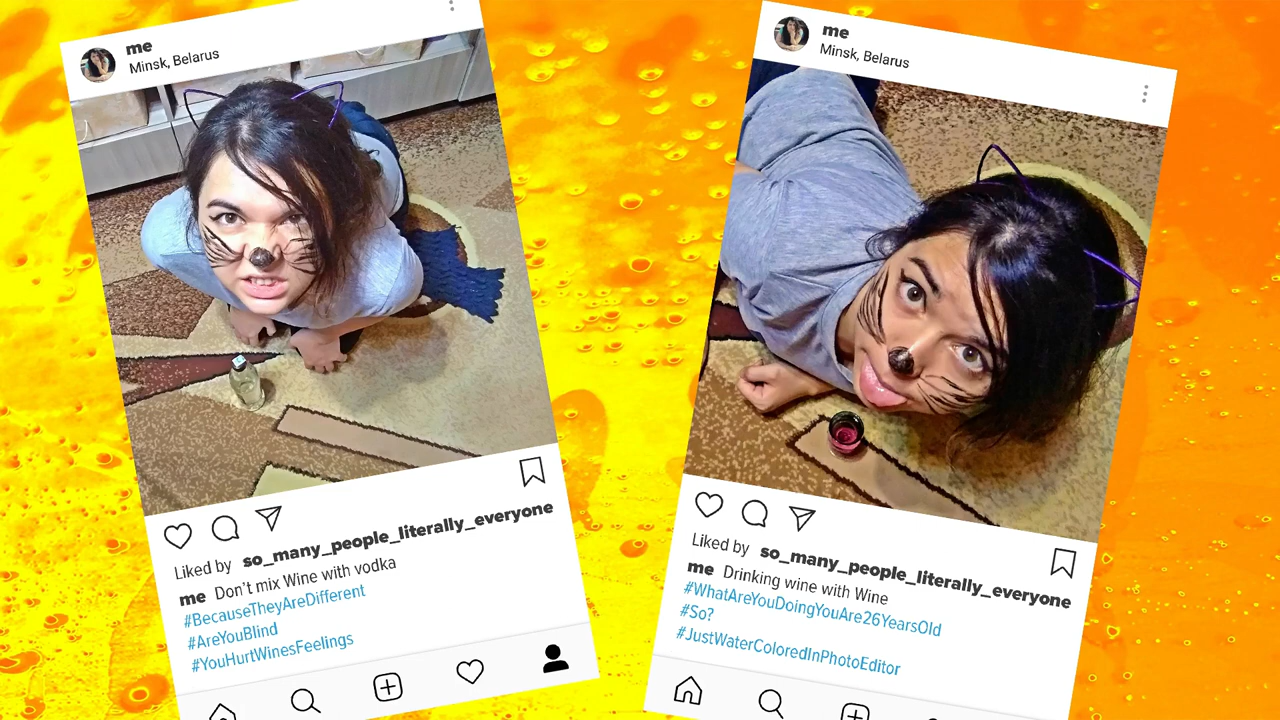 me
Minsk, Belarus
Liked by so_many_people_literally_everyone
me Don't mix Wine with vodka
#BecauseTheyAreDifferent
#AreYouBlind
#YouHurtWinesFeelings
me
Minsk, Belarus
Liked by so_many_people_literally_everyone
me Drinking wine with Wine
#WhatAreYouDoingYouAre26YearsOld
#So?
#JustWaterColoredInPhotoEditor